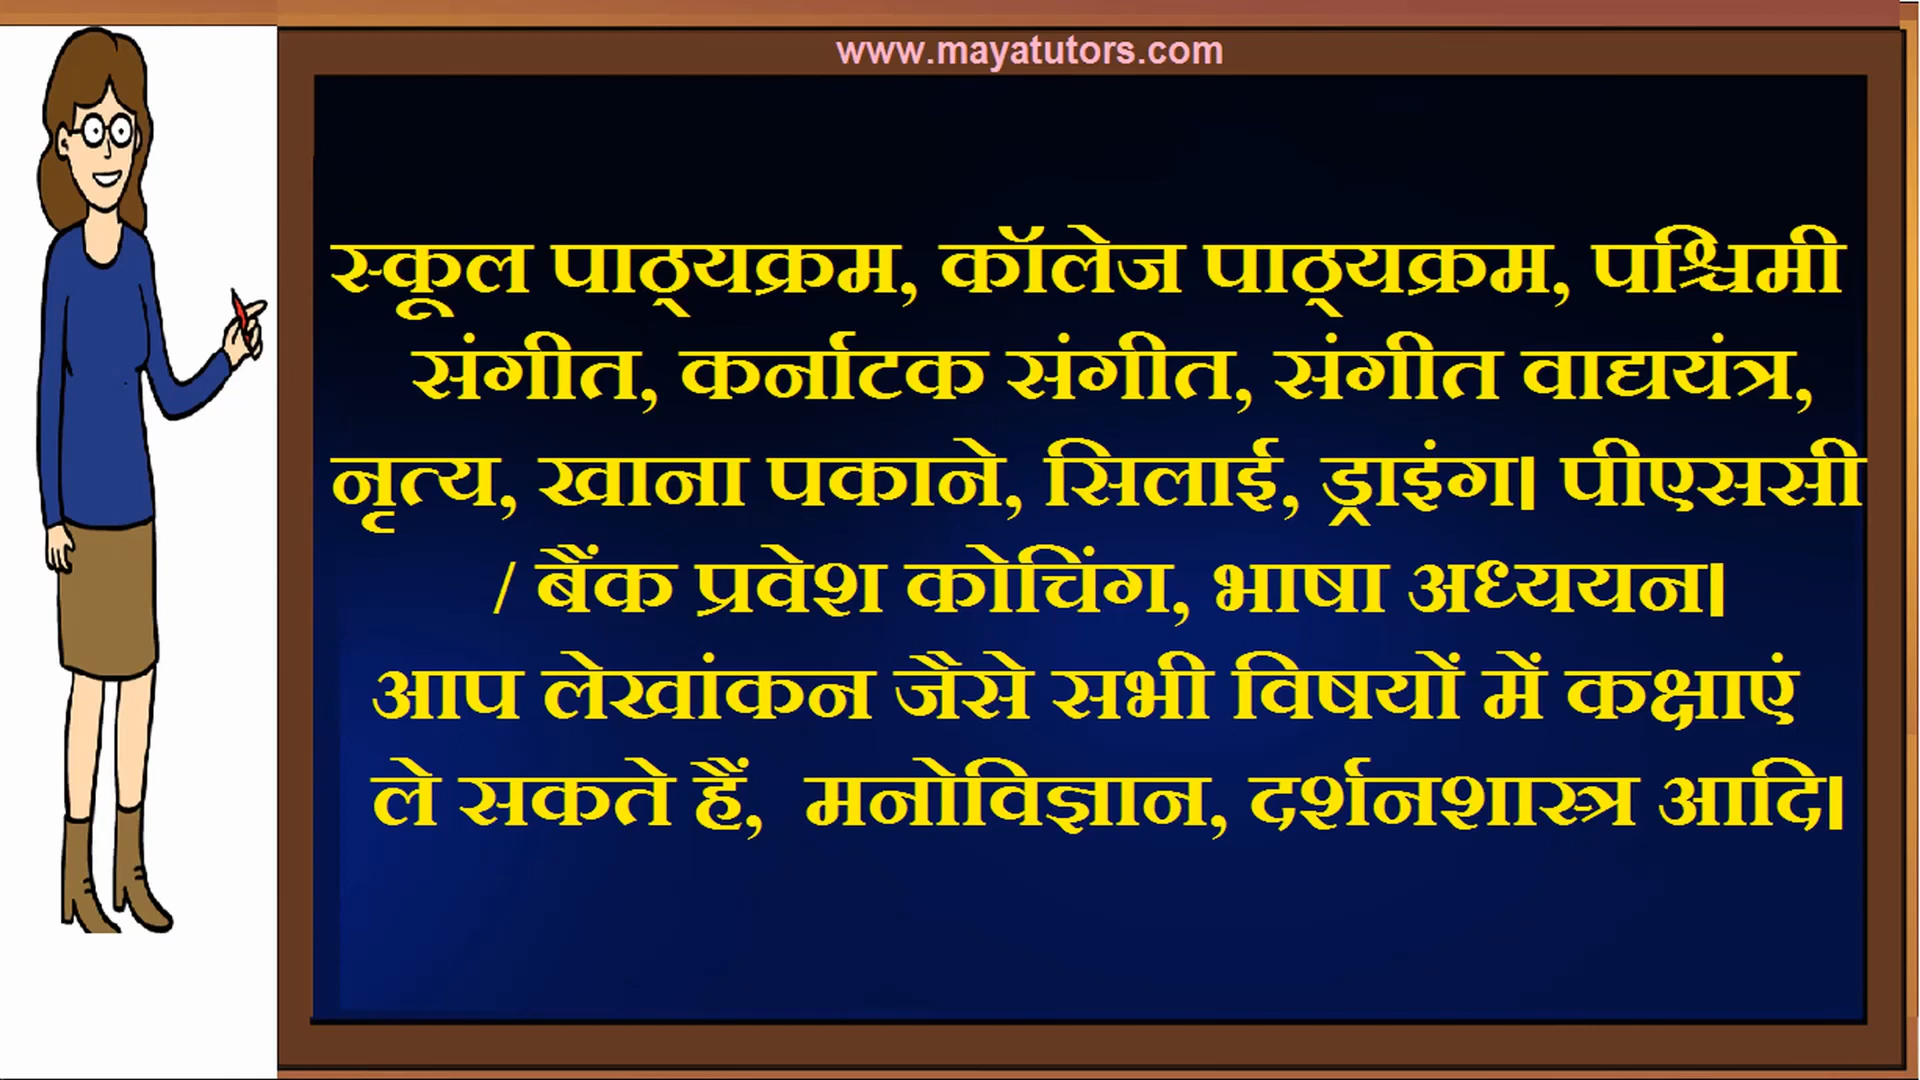 www.mayatutors.com
स्कूल पाठ्यक्रम, कॉलेज पाठ्यक्रम, पश्चिमी
संगीत, कर्नाटक संगीत, संगीत वाद्ययंत्र,
नृत्य, खाना पकाने, सिलाई, ड्राइंग। पीएससी
/ बैंक प्रवेश कोचिंग, भाषा अध्ययन।
आप लेखांकन जैसे सभी विषयों में कक्षाएं
ले सकते हैं, मनोविज्ञान, दर्शनशास्त्र आदि।